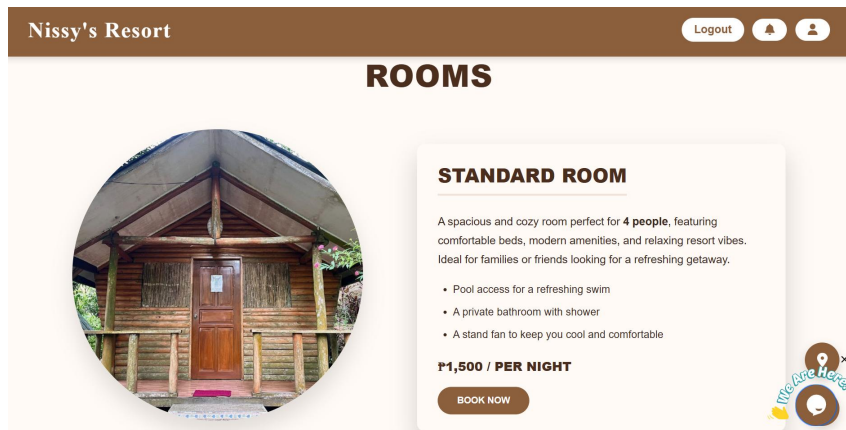 Nissy's Resort
Logout
ROOMS
STANDARD ROOM
A spacious and cozy room perfect for 4 people, featuring
comfortable beds, modern amenities, and relaxing resort vibes.
Ideal for families or friends looking for a refreshing getaway.
• Pool access for a refreshing swim
• A private bathroom with shower
• A stand fan to keep you cool and comfortable
₱1,500 / PER NIGHT
BOOK NOW
We Are Here!